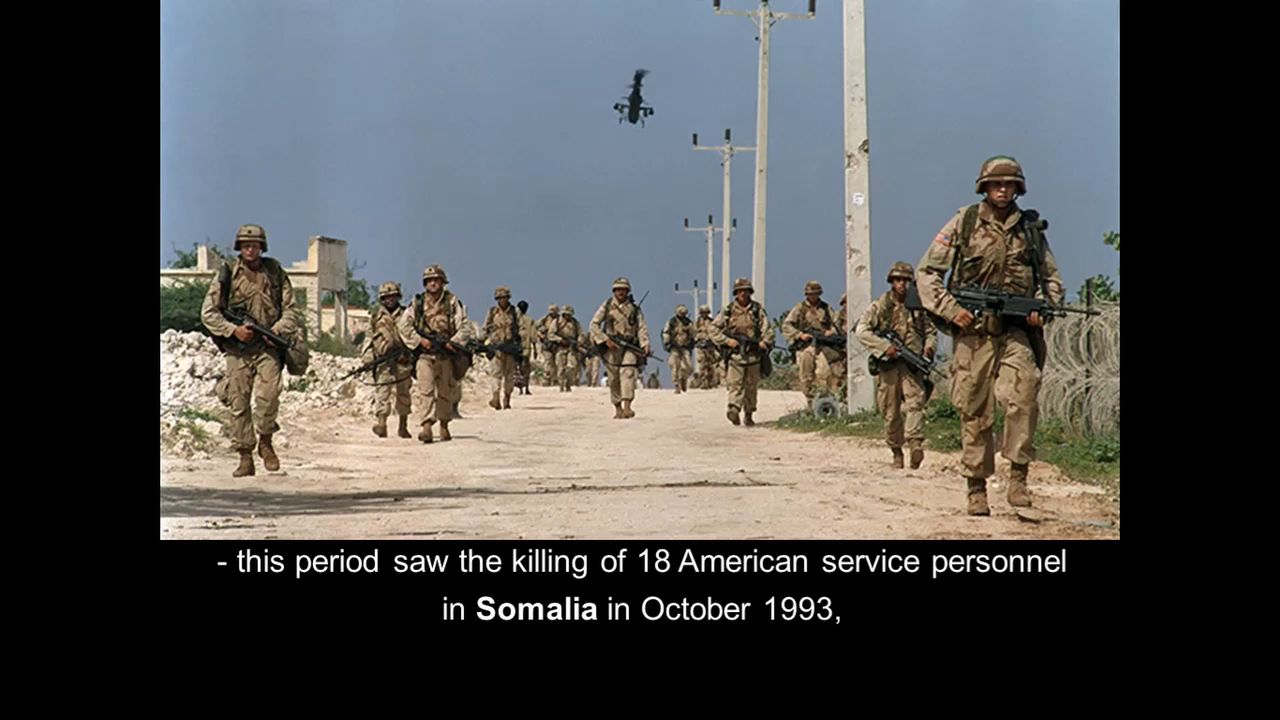 - this period saw the killing of 18 American service personnel
in Somalia in October 1993,